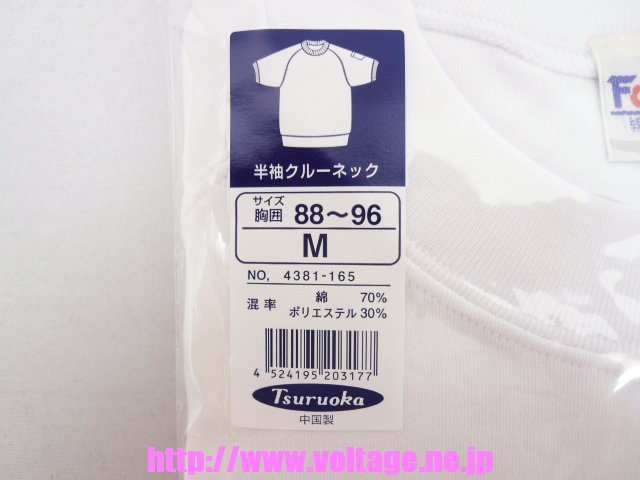 半袖クルーネック
サイズ
胸囲 88～96
M
NO, 4381-165
混率 綿 70%
ポリエステル 30%
4 524195 203177
Tsuruoka
中国製
http://www.voltage.ne.jp